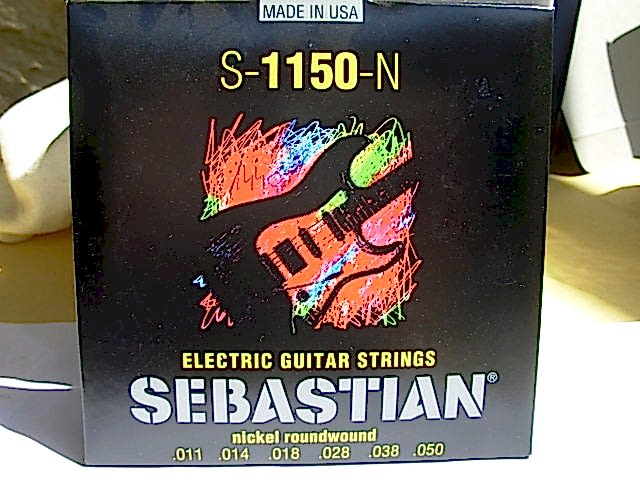 MADE IN USA
S-1150-N
ELECTRIC GUITAR STRINGS
SEBASTIAN®
nickel roundwound
.011 .014 .018 .028 .038 .050